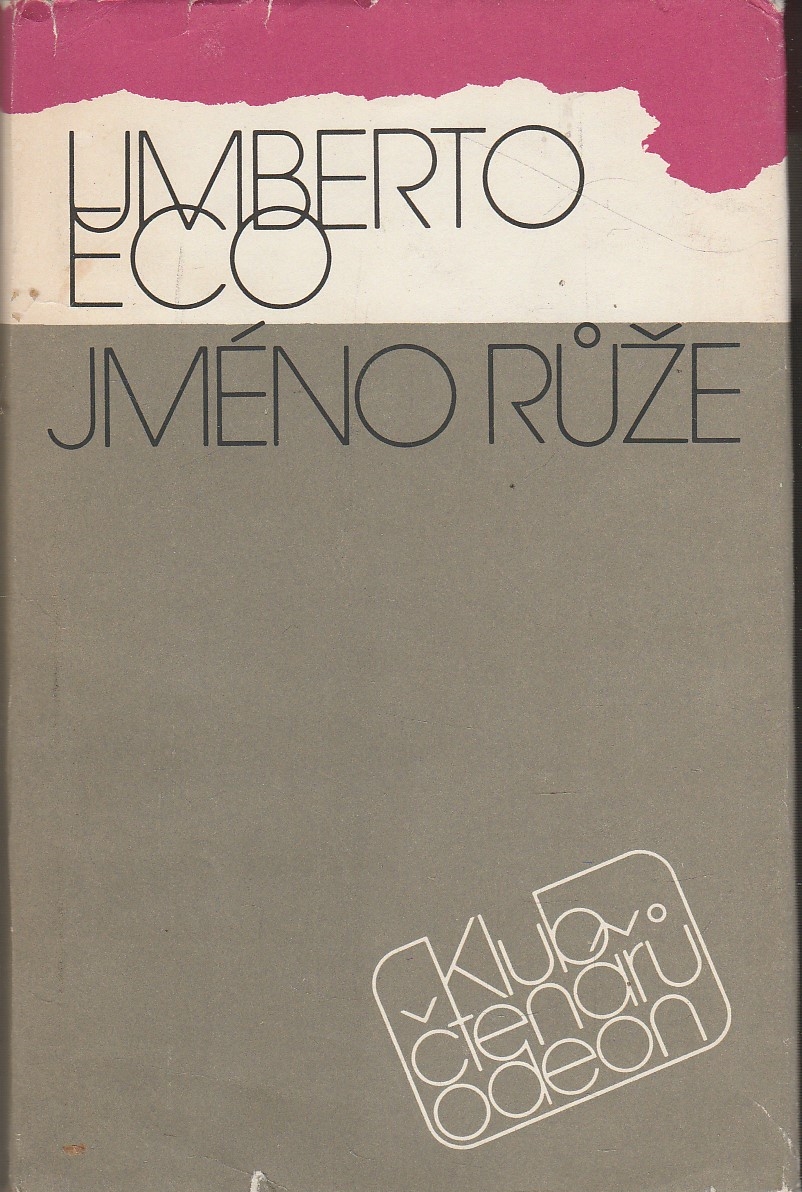 UMBERTO
ECO
JMÉNO RŮŽE
Klub
čtenářů
odeon